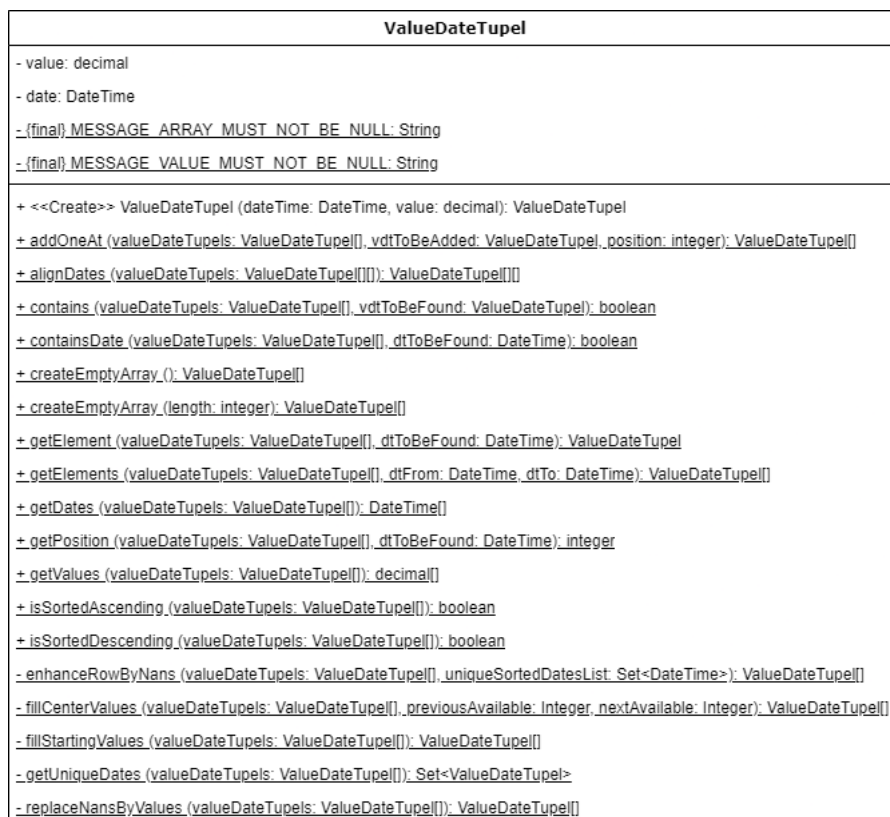 ValueDateTupel
- value: decimal
- date: DateTime
- {final} MESSAGE_ARRAY_MUST_NOT_BE_NULL: String
- {final} MESSAGE_VALUE_MUST_NOT_BE_NULL: String
+ <<Create>> ValueDateTupel (dateTime: DateTime, value: decimal): ValueDateTupel
+ addOneAt (valueDateTupels: ValueDateTupel[], vdtToBeAdded: ValueDateTupel, position: integer): ValueDateTupel[]
+ alignDates (valueDateTupels: ValueDateTupel[][]): ValueDateTupel[][]
+ contains (valueDateTupels: ValueDateTupel[], vdtToBeFound: ValueDateTupel): boolean
+ containsDate (valueDateTupels: ValueDateTupel[], dtToBeFound: DateTime): boolean
+ createEmptyArray (): ValueDateTupel[]
+ createEmptyArray (length: integer): ValueDateTupel[]
+ getElement (valueDateTupels: ValueDateTupel[], dtToBeFound: DateTime): ValueDateTupel
+ getElements (valueDateTupels: ValueDateTupel[], dtFrom: DateTime, dtTo: DateTime): ValueDateTupel[]
+ getDates (valueDateTupels: ValueDateTupel[]): DateTime[]
+ getPosition (valueDateTupels: ValueDateTupel[], dtToBeFound: DateTime): integer
+ getValues (valueDateTupels: ValueDateTupel[]): decimal[]
+ isSortedAscending (valueDateTupels: ValueDateTupel[]): boolean
+ isSortedDescending (valueDateTupels: ValueDateTupel[]): boolean
- enhanceRowByNans (valueDateTupels: ValueDateTupel[], uniqueSortedDatesList: Set<DateTime>): ValueDateTupel[]
- fillCenterValues (valueDateTupels: ValueDateTupel[], previousAvailable: Integer, nextAvailable: Integer): ValueDateTupel[]
- fillStartingValues (valueDateTupels: ValueDateTupel[]): ValueDateTupel[]
- getUniqueDates (valueDateTupels: ValueDateTupel[]): Set<ValueDateTupel>
- replaceNansByValues (valueDateTupels: ValueDateTupel[]): ValueDateTupel[]